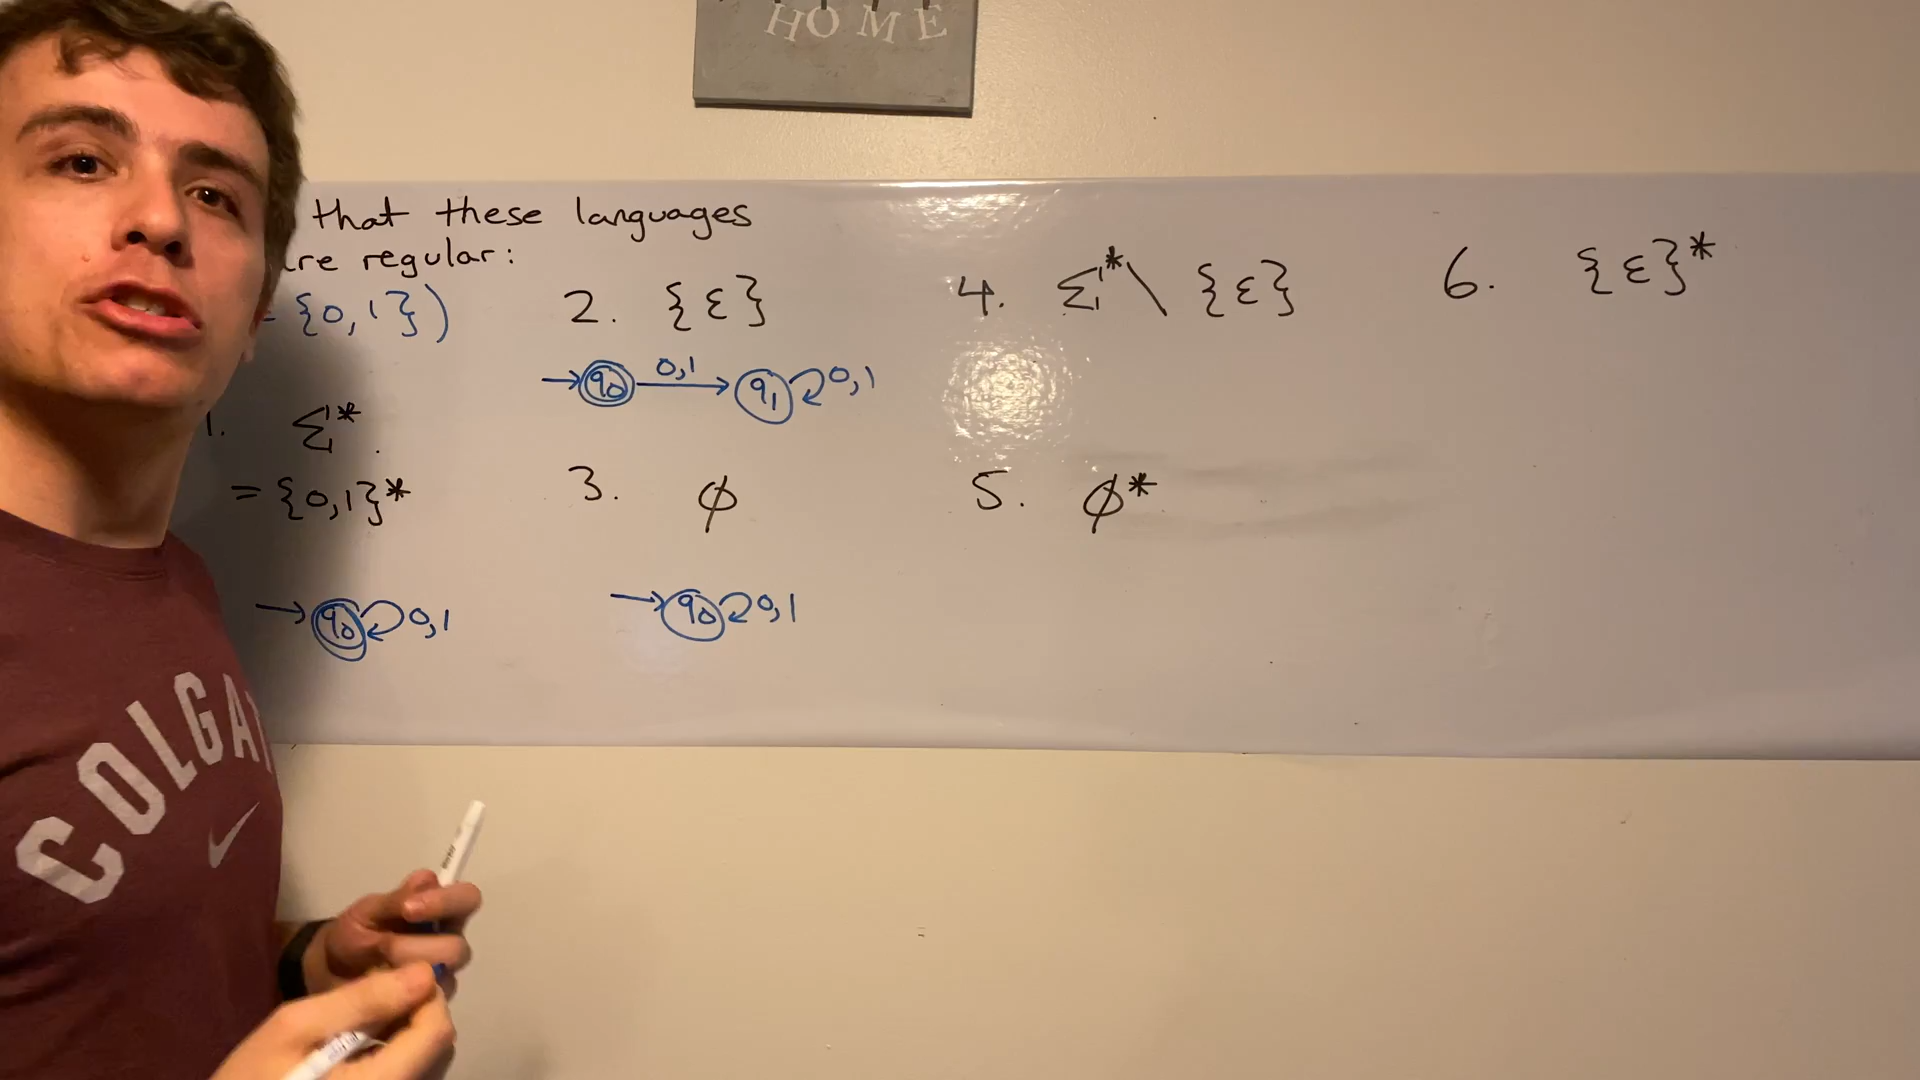 HOME
that these languages
are regular:
= {0,1})
1. Σ*
= {0,1}*
q0 0,1
2. {ε}
q0 0,1 q1 0,1
3. φ
q0 0,1
4. Σ* \ {ε}
5. φ*
6. {ε}*
COLGA